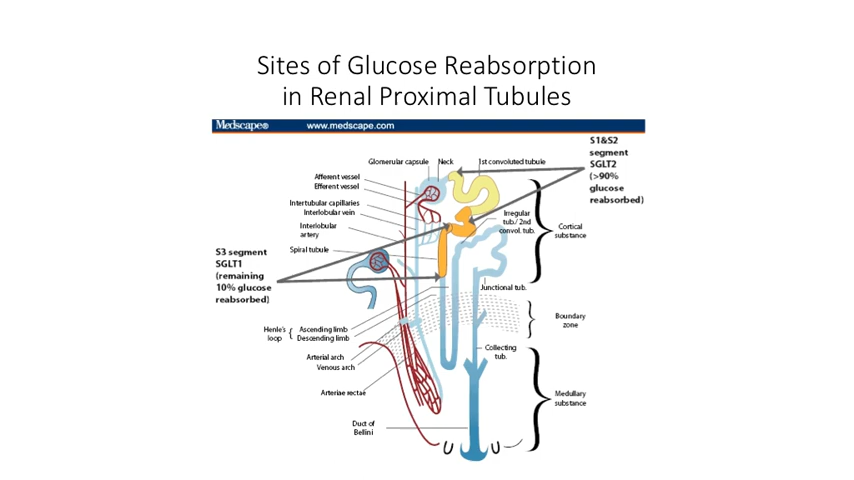 Sites of Glucose Reabsorption
in Renal Proximal Tubules
Medscape® www.medscape.com
S1&S2
segment
SGLT2
(>90%
glucose
reabsorbed)
Glomerular capsule
Neck
1st convoluted tubule
Afferent vessel
Efferent vessel
Intertubular capillaries
Interlobular vein
Interlobular
artery
Spiral tubule
Irregular
tub./ 2nd
convol. tub.
Cortical
substance
S3 segment
SGLT1
(remaining
10% glucose
reabsorbed)
Junctional tub.
Boundary
zone
Henle's
loop
{
Ascending limb
Descending limb
Collecting
tub.
Arterial arch
Venous arch
Arteriae rectae
Medullary
substance
Duct of
Bellini